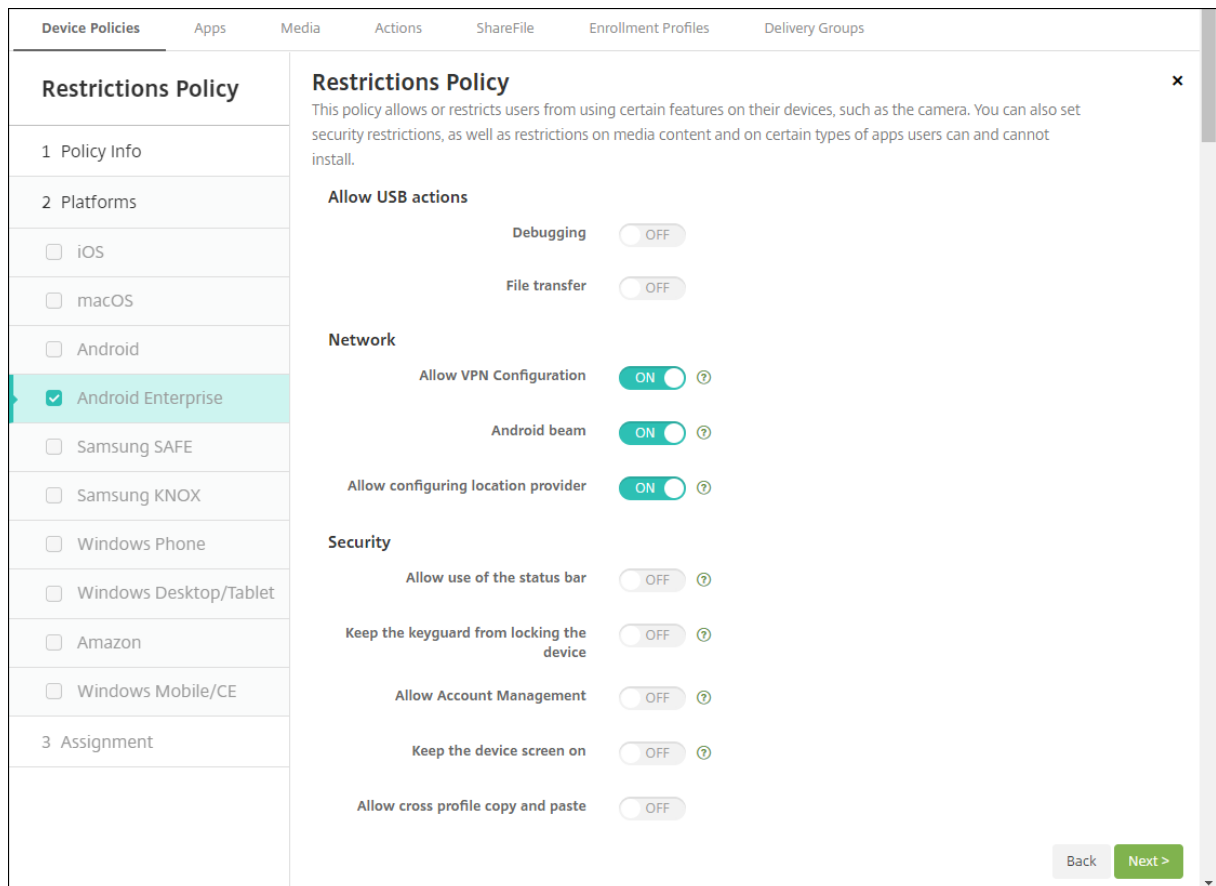 Device Policies Apps Media Actions ShareFile Enrollment Profiles Delivery Groups
Restrictions Policy
1 Policy Info
2 Platforms
iOS
macOS
Android
Android Enterprise
Samsung SAFE
Samsung KNOX
Windows Phone
Windows Desktop/Tablet
Amazon
Windows Mobile/CE
3 Assignment
Restrictions Policy
This policy allows or restricts users from using certain features on their devices, such as the camera. You can also set
security restrictions, as well as restrictions on media content and on certain types of apps users can and cannot
install.
Allow USB actions
Debugging OFF
File transfer OFF
Network
Allow VPN Configuration ON ?
Android beam ON ?
Allow configuring location provider ON ?
Security
Allow use of the status bar OFF ?
Keep the keyguard from locking the
device OFF ?
Allow Account Management OFF ?
Keep the device screen on OFF ?
Allow cross profile copy and paste OFF
Back Next >